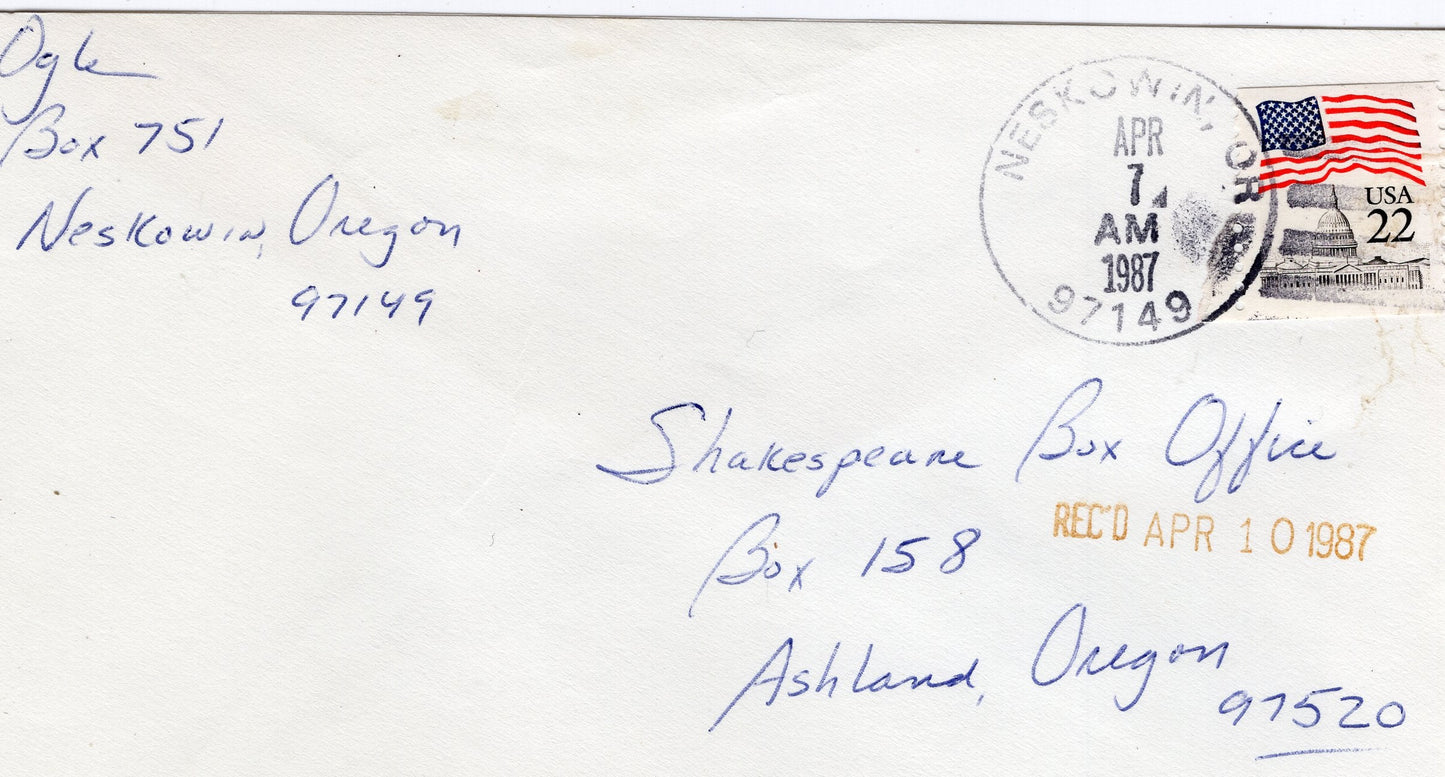 Ogle
Box 751
Neskowin, Oregon
97149
NESKOWIN, OR
APR
7
AM
1987
97149
USA
22
Shakespeare Box Office
REC'D APR 10 1987
Box 158
Ashland, Oregon
97520